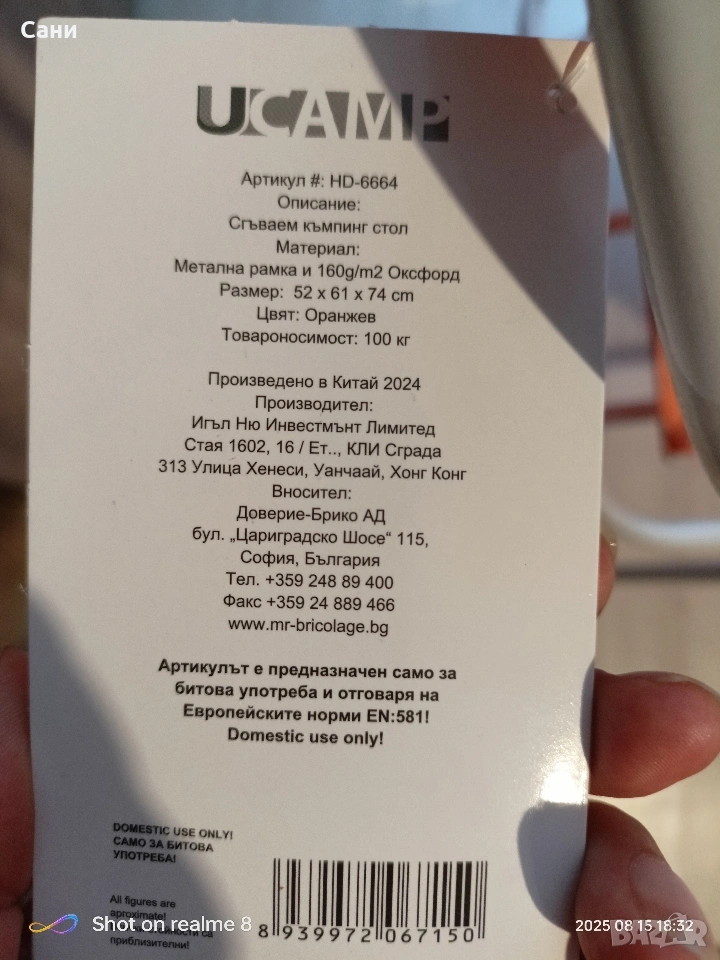 Сани
UCAMP
Артикул #: HD-6664
Описание:
Сгъваем къмпинг стол
Материал:
Метална рамка и 160g/m2 Оксфорд
Размер: 52 x 61 x 74 cm
Цвят: Оранжев
Товароносимост: 100 кг
Произведено в Китай 2024
Производител:
Игъл Ню Инвестмънт Лимитед
Стая 1602, 16 / Ет.., КЛИ Сграда
313 Улица Хенеси, Уанчаай, Хонг Конг
Вносител:
Доверие-Брико АД
бул. „Цариградско Шосе“ 115,
София, България
Тел. +359 248 89 400
Факс +359 24 889 466
www.mr-bricolage.bg
Артикулът е предназначен само за
битова употреба и отговаря на
Европейските норми EN:581!
Domestic use only!
DOMESTIC USE ONLY!
САМО ЗА БИТОВА
УПОТРЕБА!
All figures are
aproximate!
приблизителни!
8 939972 067150
Shot on realme 8
2025 08 15 18:32
BAZAR